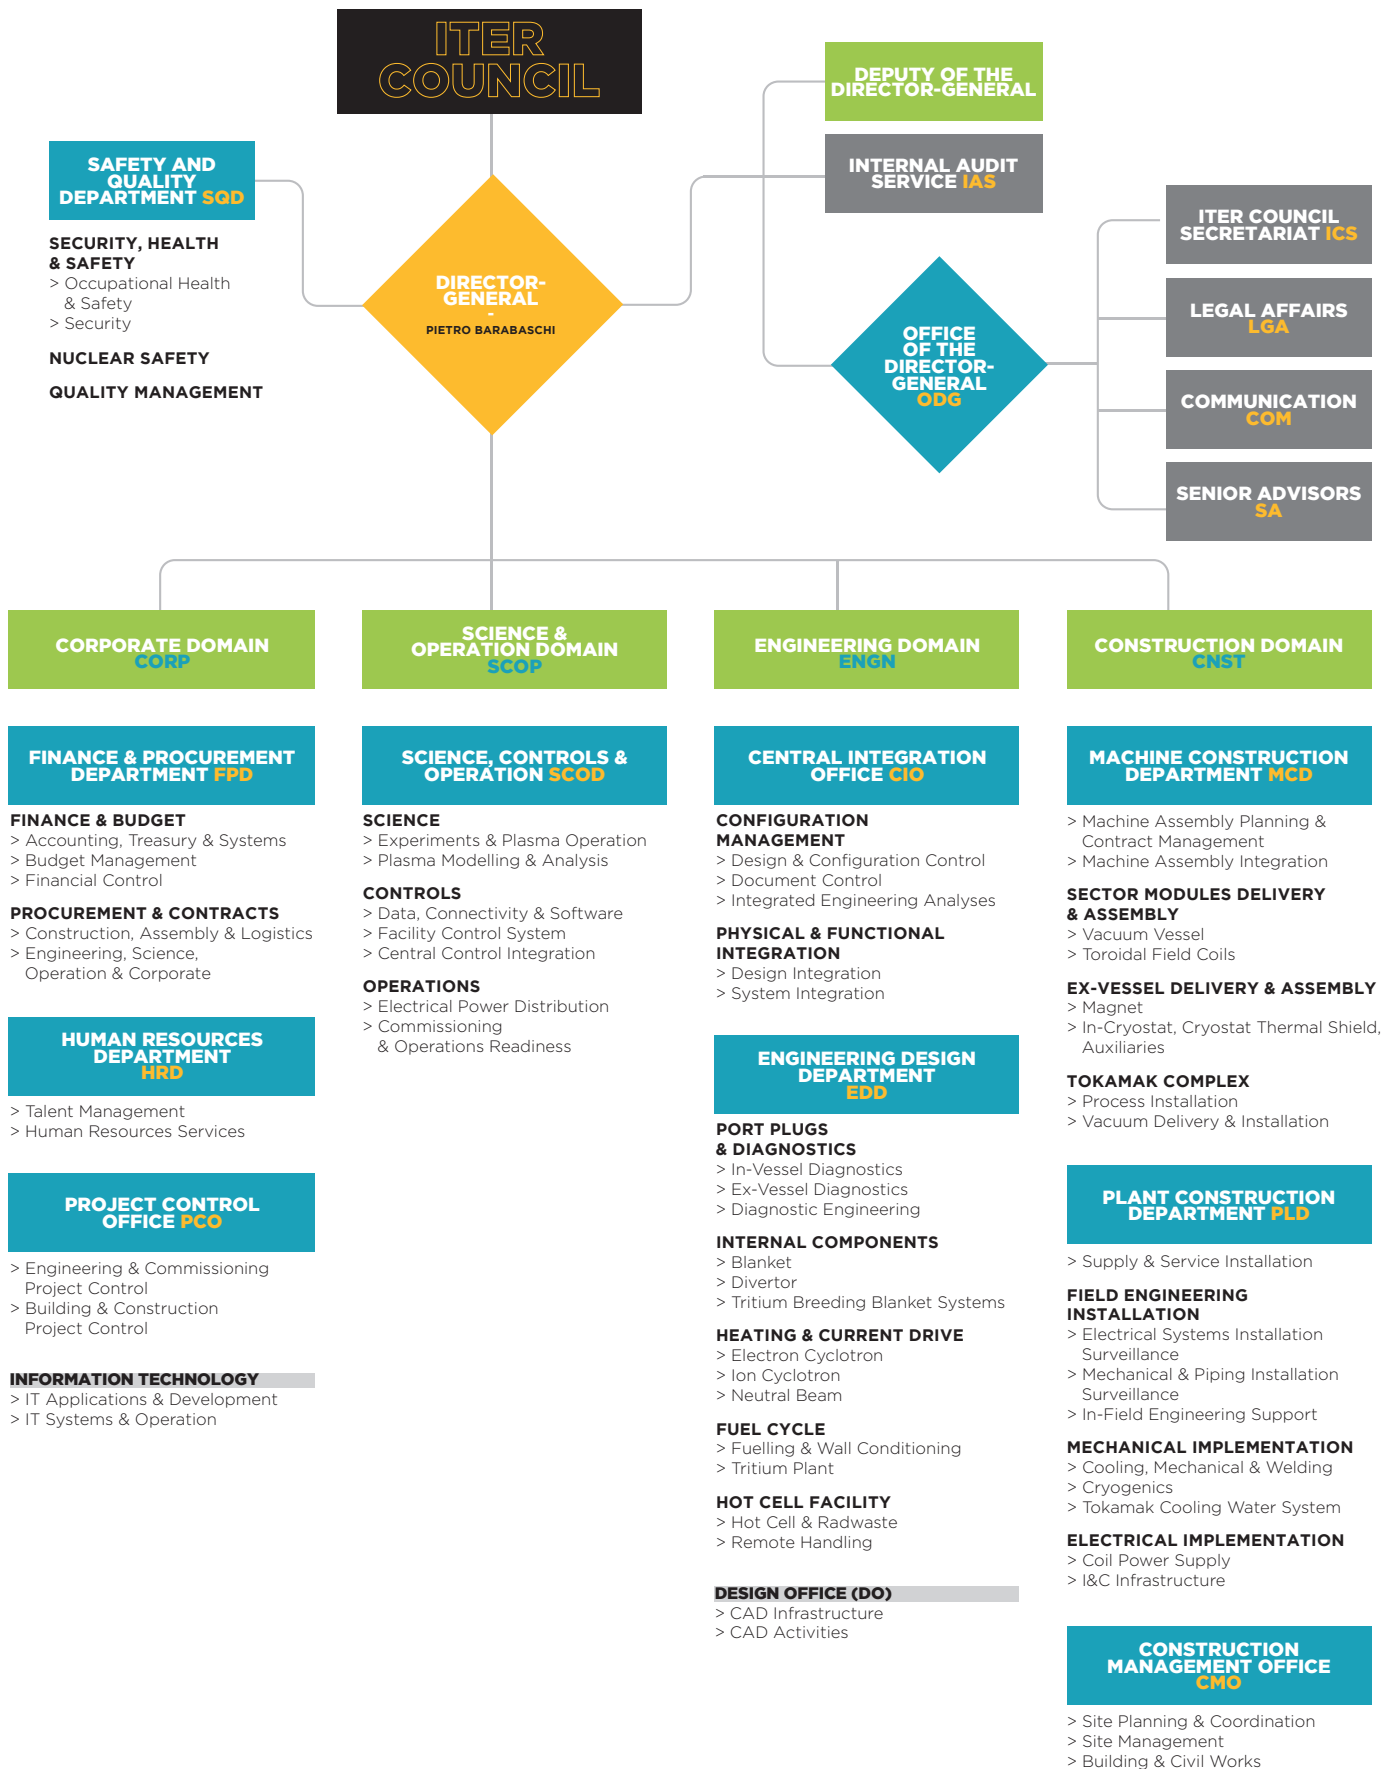 ITER
COUNCIL
DEPUTY OF THE
DIRECTOR-GENERAL
INTERNAL AUDIT
SERVICE IAS
SAFETY AND
QUALITY
DEPARTMENT SQD
SECURITY, HEALTH
& SAFETY
> Occupational Health
& Safety
> Security
NUCLEAR SAFETY
QUALITY MANAGEMENT
DIRECTOR-
GENERAL
-
PIETRO BARABASCHI
OFFICE
OF THE
DIRECTOR-
GENERAL
ODG
ITER COUNCIL
SECRETARIAT ICS
LEGAL AFFAIRS
LGA
COMMUNICATION
COM
SENIOR ADVISORS
SA
CORPORATE DOMAIN
CORP
FINANCE & PROCUREMENT
DEPARTMENT FPD
FINANCE & BUDGET
> Accounting, Treasury & Systems
> Budget Management
> Financial Control
PROCUREMENT & CONTRACTS
> Construction, Assembly & Logistics
> Engineering, Science,
Operation & Corporate
HUMAN RESOURCES
DEPARTMENT
HRD
> Talent Management
> Human Resources Services
PROJECT CONTROL
OFFICE PCO
> Engineering & Commissioning
Project Control
> Building & Construction
Project Control
INFORMATION TECHNOLOGY
> IT Applications & Development
> IT Systems & Operation
SCIENCE &
OPERATION DOMAIN
SCOP
SCIENCE, CONTROLS &
OPERATION SCOD
SCIENCE
> Experiments & Plasma Operation
> Plasma Modelling & Analysis
CONTROLS
> Data, Connectivity & Software
> Facility Control System
> Central Control Integration
OPERATIONS
> Electrical Power Distribution
> Commissioning
& Operations Readiness
ENGINEERING DOMAIN
ENGN
CENTRAL INTEGRATION
OFFICE CIO
CONFIGURATION
MANAGEMENT
> Design & Configuration Control
> Document Control
> Integrated Engineering Analyses
PHYSICAL & FUNCTIONAL
INTEGRATION
> Design Integration
> System Integration
ENGINEERING DESIGN
DEPARTMENT
EDD
PORT PLUGS
& DIAGNOSTICS
> In-Vessel Diagnostics
> Ex-Vessel Diagnostics
> Diagnostic Engineering
INTERNAL COMPONENTS
> Blanket
> Divertor
> Tritium Breeding Blanket Systems
HEATING & CURRENT DRIVE
> Electron Cyclotron
> Ion Cyclotron
> Neutral Beam
FUEL CYCLE
> Fuelling & Wall Conditioning
> Tritium Plant
HOT CELL FACILITY
> Hot Cell & Radwaste
> Remote Handling
DESIGN OFFICE (DO)
> CAD Infrastructure
> CAD Activities
CONSTRUCTION DOMAIN
CNST
MACHINE CONSTRUCTION
DEPARTMENT MCD
> Machine Assembly Planning &
Contract Management
> Machine Assembly Integration
SECTOR MODULES DELIVERY
& ASSEMBLY
> Vacuum Vessel
> Toroidal Field Coils
EX-VESSEL DELIVERY & ASSEMBLY
> Magnet
> In-Cryostat, Cryostat Thermal Shield,
Auxiliaries
TOKAMAK COMPLEX
> Process Installation
> Vacuum Delivery & Installation
PLANT CONSTRUCTION
DEPARTMENT PLD
> Supply & Service Installation
FIELD ENGINEERING
INSTALLATION
> Electrical Systems Installation
Surveillance
> Mechanical & Piping Installation
Surveillance
> In-Field Engineering Support
MECHANICAL IMPLEMENTATION
> Cooling, Mechanical & Welding
> Cryogenics
> Tokamak Cooling Water System
ELECTRICAL IMPLEMENTATION
> Coil Power Supply
> I&C Infrastructure
CONSTRUCTION
MANAGEMENT OFFICE
CMO
> Site Planning & Coordination
> Site Management
> Building & Civil Works